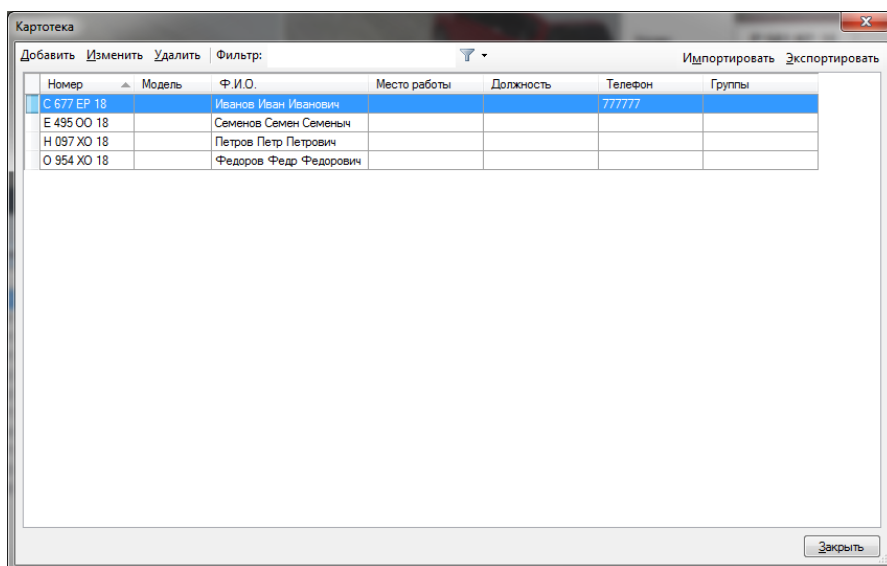 Картотека
Добавить Изменить Удалить Фильтр: Импортировать Экспортировать
Номер Модель Ф.И.О. Место работы Должность Телефон Группы
С 677 ЕР 18 Иванов Иван Иванович 777777
Е 495 ОО 18 Семенов Семен Семеныч
Н 097 ХО 18 Петров Петр Петрович
О 954 ХО 18 Федоров Федр Федорович
Закрыть